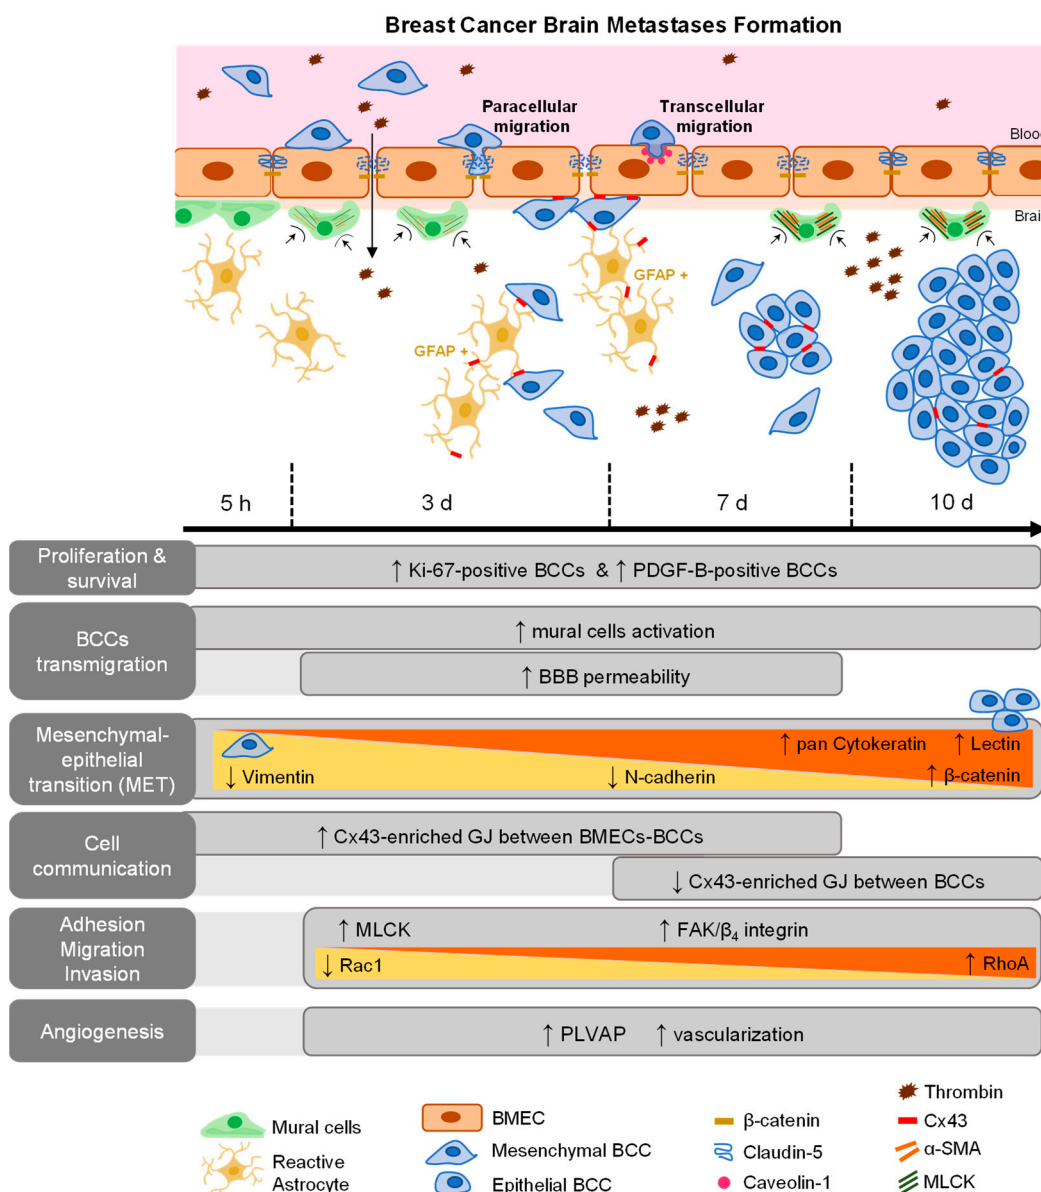 Breast Cancer Brain Metastases Formation
Paracellular
migration
Transcellular
migration
Blood
Brain
GFAP +
GFAP +
5 h
3 d
7 d
10 d
Proliferation &
survival
↑ Ki-67-positive BCCs & ↑ PDGF-B-positive BCCs
BCCs
transmigration
↑ mural cells activation
↑ BBB permeability
Mesenchymal-
epithelial
transition (MET)
↑ pan Cytokeratin
↑ Lectin
↓ Vimentin
↓ N-cadherin
↑ β-catenin
Cell
communication
↑ Cx43-enriched GJ between BMECs-BCCs
↓ Cx43-enriched GJ between BCCs
Adhesion
Migration
Invasion
↑ MLCK
↑ FAK/β4 integrin
↓ Rac1
↑ RhoA
Angiogenesis
↑ PLVAP ↑ vascularization
Mural cells
Reactive
Astrocyte
BMEC
Mesenchymal BCC
Epithelial BCC
β-catenin
Claudin-5
Caveolin-1
Thrombin
Cx43
α-SMA
MLCK